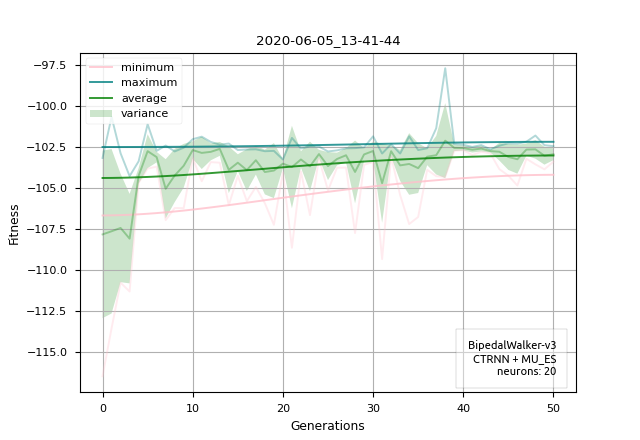 2020-06-05_13-41-44
minimum
maximum
average
variance
Fitness
−97.5
−100.0
−102.5
−105.0
−107.5
−110.0
−112.5
−115.0
BipedalWalker-v3
CTRNN + MU_ES
neurons: 20
0 10 20 30 40 50
Generations